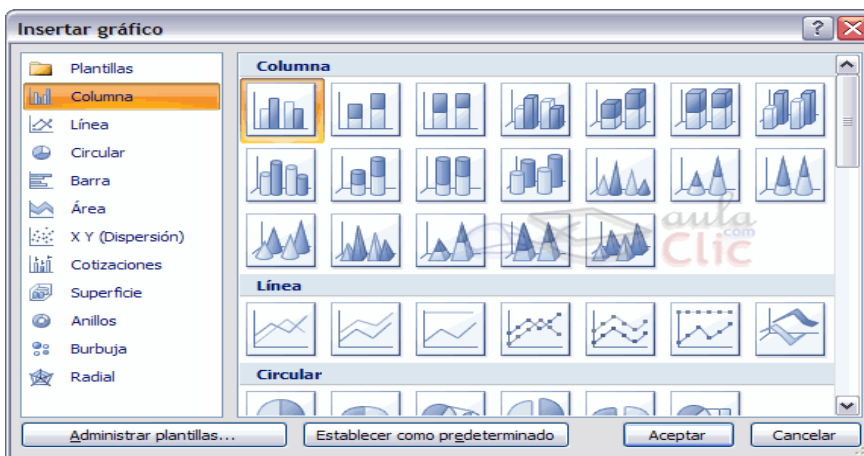 Insertar gráfico
Plantillas
Columna
Línea
Circular
Barra
Área
X Y (Dispersión)
Cotizaciones
Superficie
Anillos
Burbuja
Radial
Columna
aula
.com
Clic
Línea
Circular
Administrar plantillas...
Establecer como predeterminado
Aceptar
Cancelar